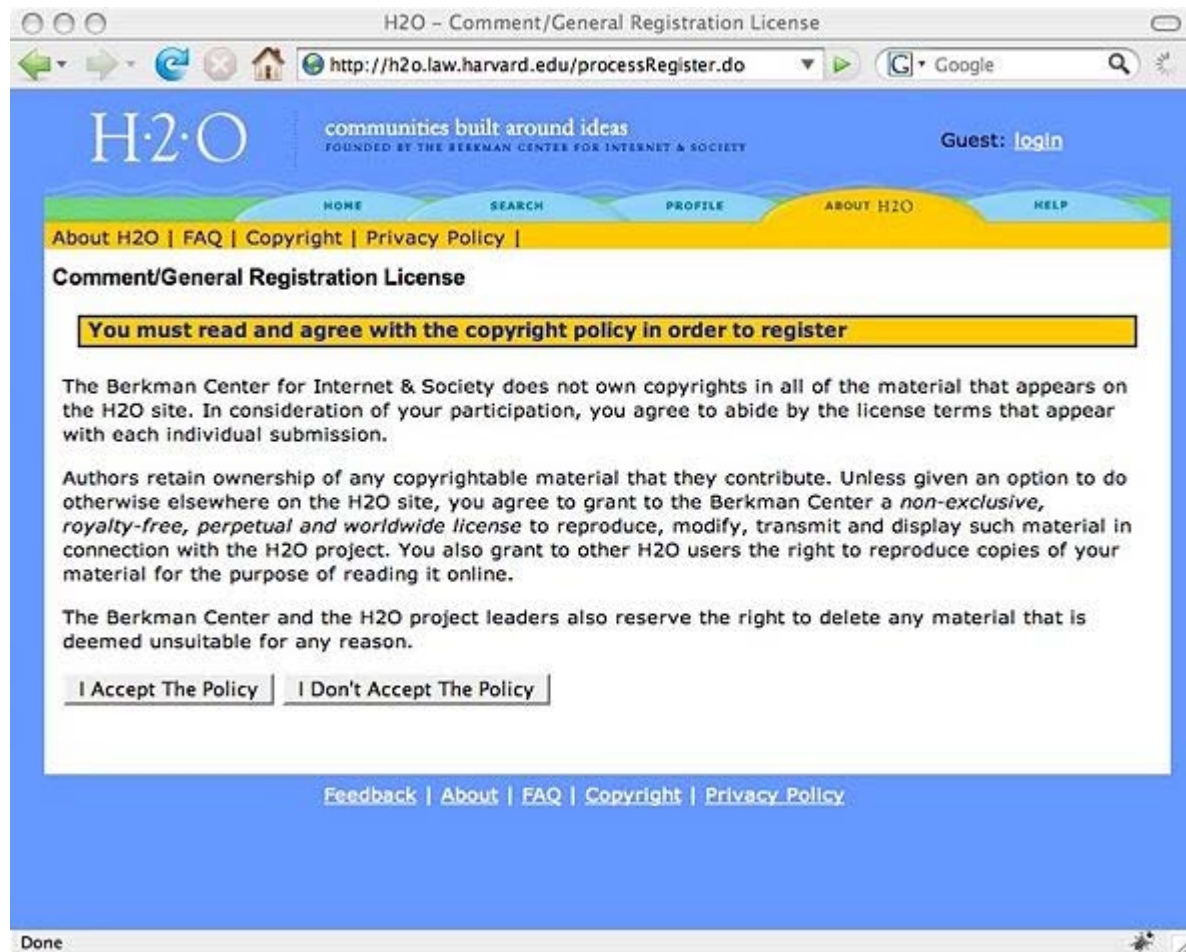 H2O – Comment/General Registration License
http://h2o.law.harvard.edu/processRegister.do
G
Google
H·2·O
communities built around ideas
FOUNDED BY THE BERKMAN CENTER FOR INTERNET & SOCIETY
Guest: login
HOME
SEARCH
PROFILE
ABOUT H2O
HELP
About H2O | FAQ | Copyright | Privacy Policy |
Comment/General Registration License
You must read and agree with the copyright policy in order to register
The Berkman Center for Internet & Society does not own copyrights in all of the material that appears on
the H2O site. In consideration of your participation, you agree to abide by the license terms that appear
with each individual submission.
Authors retain ownership of any copyrightable material that they contribute. Unless given an option to do
otherwise elsewhere on the H2O site, you agree to grant to the Berkman Center a non-exclusive,
royalty-free, perpetual and worldwide license to reproduce, modify, transmit and display such material in
connection with the H2O project. You also grant to other H2O users the right to reproduce copies of your
material for the purpose of reading it online.
The Berkman Center and the H2O project leaders also reserve the right to delete any material that is
deemed unsuitable for any reason.
I Accept The Policy
I Don't Accept The Policy
Feedback | About | FAQ | Copyright | Privacy Policy
Done